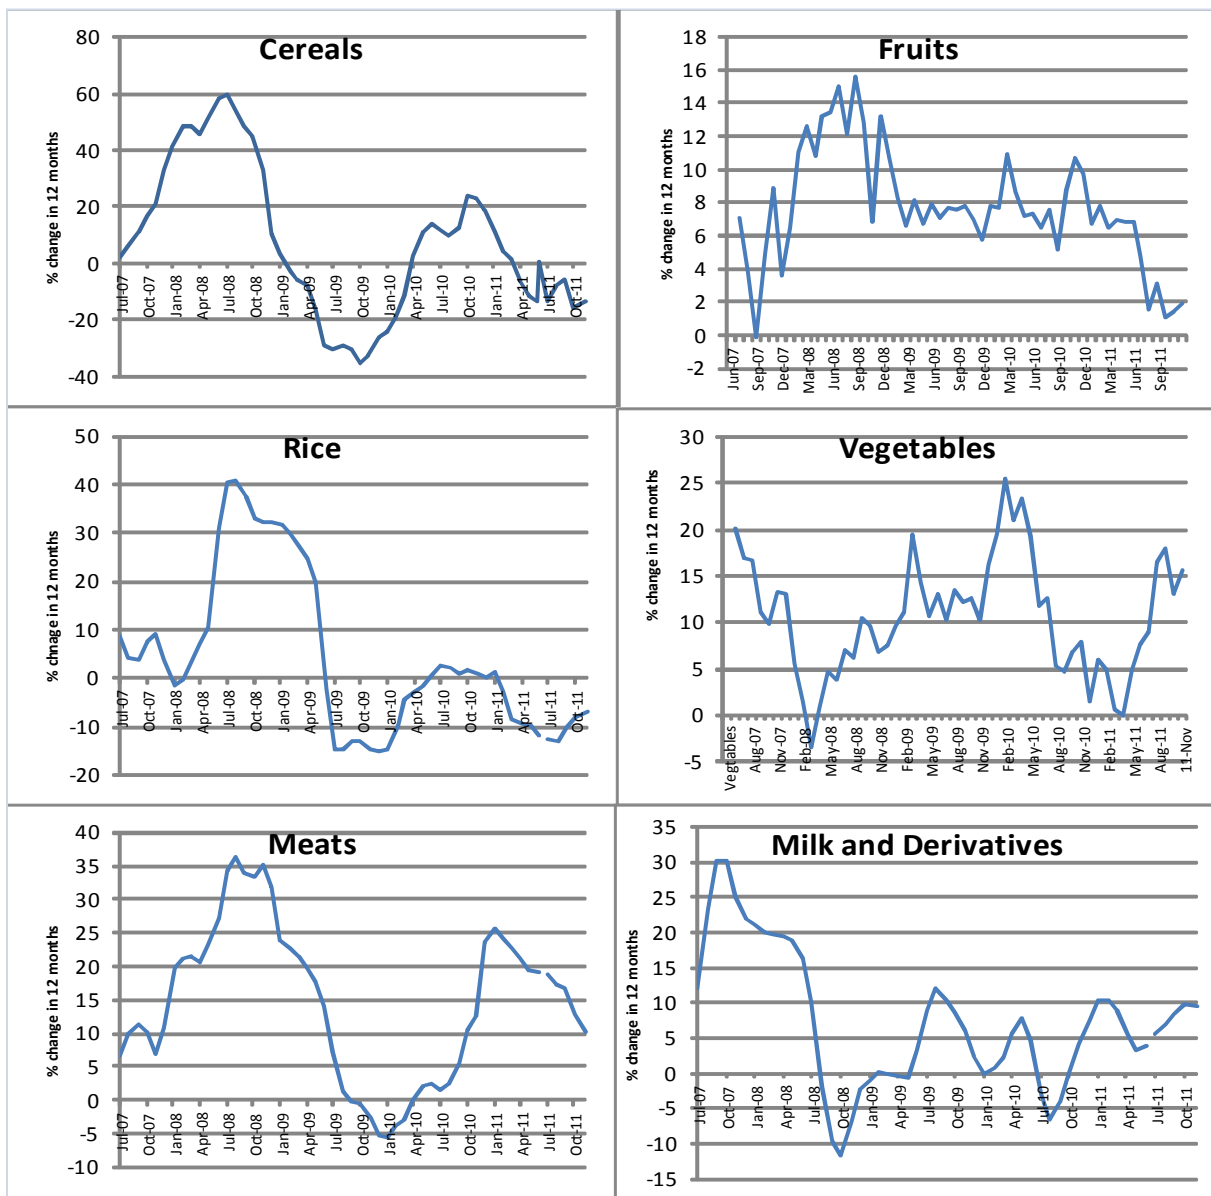 Cereals
% change in 12 months
80
60
40
20
0
-20
-40
Jul-07
Oct-07
Jan-08
Apr-08
Jul-08
Oct-08
Jan-09
Apr-09
Jul-09
Oct-09
Jan-10
Apr-10
Jul-10
Oct-10
Jan-11
Apr-11
Jul-11
Oct-11
Fruits
% change in 12 months
18
16
14
12
10
8
6
4
2
0
-2
Jun-07
Sep-07
Dec-07
Mar-08
Jun-08
Sep-08
Dec-08
Mar-09
Jun-09
Sep-09
Dec-09
Mar-10
Jun-10
Sep-10
Dec-10
Mar-11
Jun-11
Sep-11
Rice
% chnage in 12 months
50
40
30
20
10
0
-10
-20
Jul-07
Oct-07
Jan-08
Apr-08
Jul-08
Oct-08
Jan-09
Apr-09
Jul-09
Oct-09
Jan-10
Apr-10
Jul-10
Oct-10
Jan-11
Apr-11
Jul-11
Oct-11
Vegetables
% change in 12 months
30
25
20
15
10
5
0
-5
Vegtables
Aug-07
Nov-07
Feb-08
May-08
Aug-08
Nov-08
Feb-09
May-09
Aug-09
Nov-09
Feb-10
May-10
Aug-10
Nov-10
Feb-11
May-11
Aug-11
11-Nov
Meats
% change in 12 months
40
35
30
25
20
15
10
5
0
-5
-10
Jul-07
Oct-07
Jan-08
Apr-08
Jul-08
Oct-08
Jan-09
Apr-09
Jul-09
Oct-09
Jan-10
Apr-10
Jul-10
Oct-10
Jan-11
Apr-11
Jul-11
Oct-11
Milk and Derivatives
% change in 12 months
35
30
25
20
15
10
5
0
-5
-10
-15
Jul-07
Oct-07
Jan-08
Apr-08
Jul-08
Oct-08
Jan-09
Apr-09
Jul-09
Oct-09
Jan-10
Apr-10
Jul-10
Oct-10
Jan-11
Apr-11
Jul-11
Oct-11